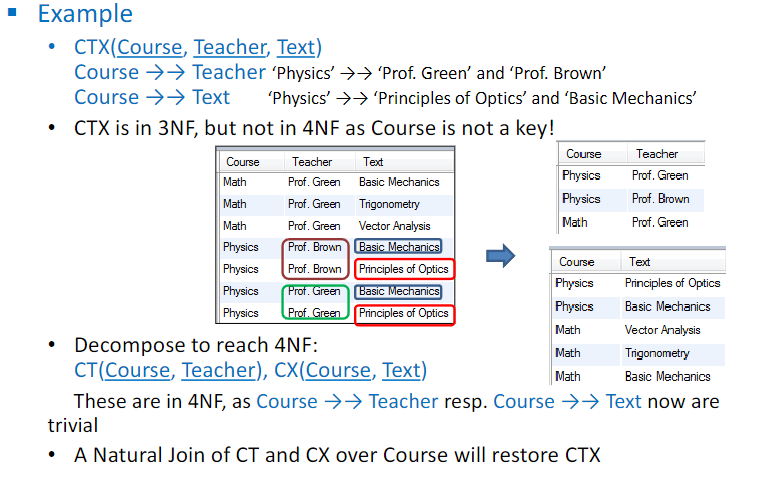 ▪ Example
• CTX(Course, Teacher, Text)
Course →→ Teacher ‘Physics’ →→ ‘Prof. Green’ and ‘Prof. Brown’
Course →→ Text ‘Physics’ →→ ‘Principles of Optics’ and ‘Basic Mechanics’
• CTX is in 3NF, but not in 4NF as Course is not a key!
Course Teacher Text
Math Prof. Green Basic Mechanics
Math Prof. Green Trigonometry
Math Prof. Green Vector Analysis
Physics Prof. Brown Basic Mechanics
Physics Prof. Brown Principles of Optics
Physics Prof. Green Basic Mechanics
Physics Prof. Green Principles of Optics
Course Teacher
Physics Prof. Green
Physics Prof. Brown
Math Prof. Green
Course Text
Physics Principles of Optics
Physics Basic Mechanics
Math Vector Analysis
Math Trigonometry
Math Basic Mechanics
• Decompose to reach 4NF:
CT(Course, Teacher), CX(Course, Text)
These are in 4NF, as Course →→ Teacher resp. Course →→ Text now are
trivial
• A Natural Join of CT and CX over Course will restore CTX